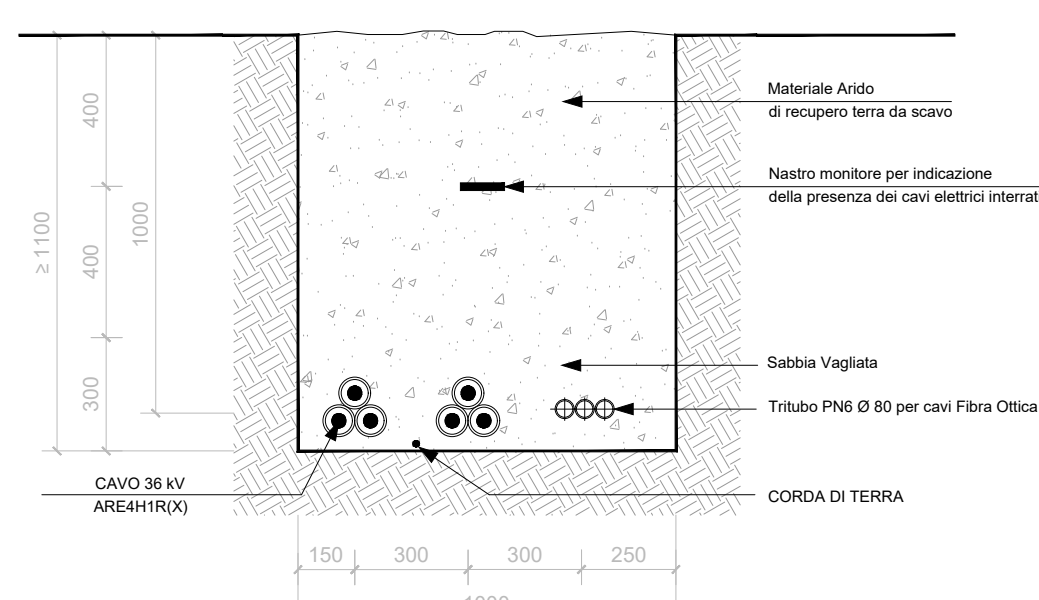 Materiale Arido
di recupero terra da scavo
Nastro monitore per indicazione
della presenza dei cavi elettrici interrat
Sabbia Vagliata
Tritubo PN6 Ø 80 per cavi Fibra Ottica
CORDA DI TERRA
CAVO 36 kV
ARE4H1R(X)
≥ 1100
400
400
300
1000
150
300
300
250